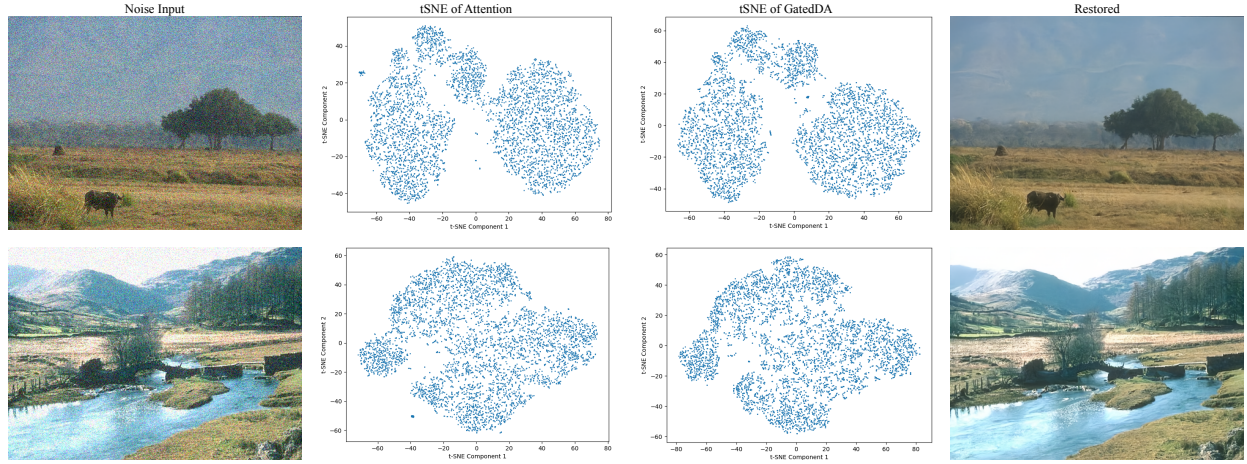 Noise Input
tSNE of Attention
tSNE of GatedDA
Restored
t-SNE Component 2
40
20
0
−20
−40
−60 −40 −20 0 20 40 60 80
t-SNE Component 1
t-SNE Component 2
60
40
20
0
−20
−40
−60 −40 −20 0 20 40 60 80
t-SNE Component 1
t-SNE Component 2
60
40
20
0
−20
−40
−60
−60 −40 −20 0 20 40 60 80
t-SNE Component 1
t-SNE Component 2
60
40
20
0
−20
−40
−60
−80 −60 −40 −20 0 20 40 60 80
t-SNE Component 1